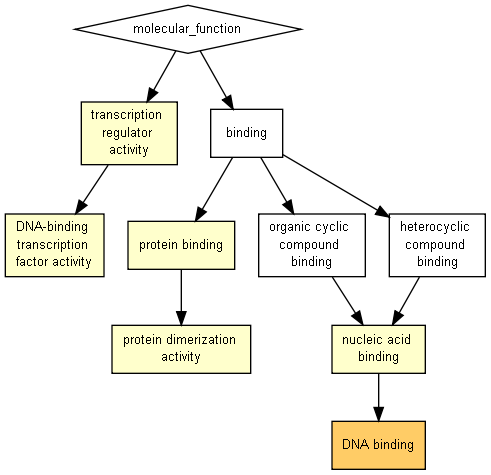 molecular_function
transcription
regulator
activity
binding
DNA-binding
transcription
factor activity
protein binding
organic cyclic
compound
binding
heterocyclic
compound
binding
protein dimerization
activity
nucleic acid
binding
DNA binding